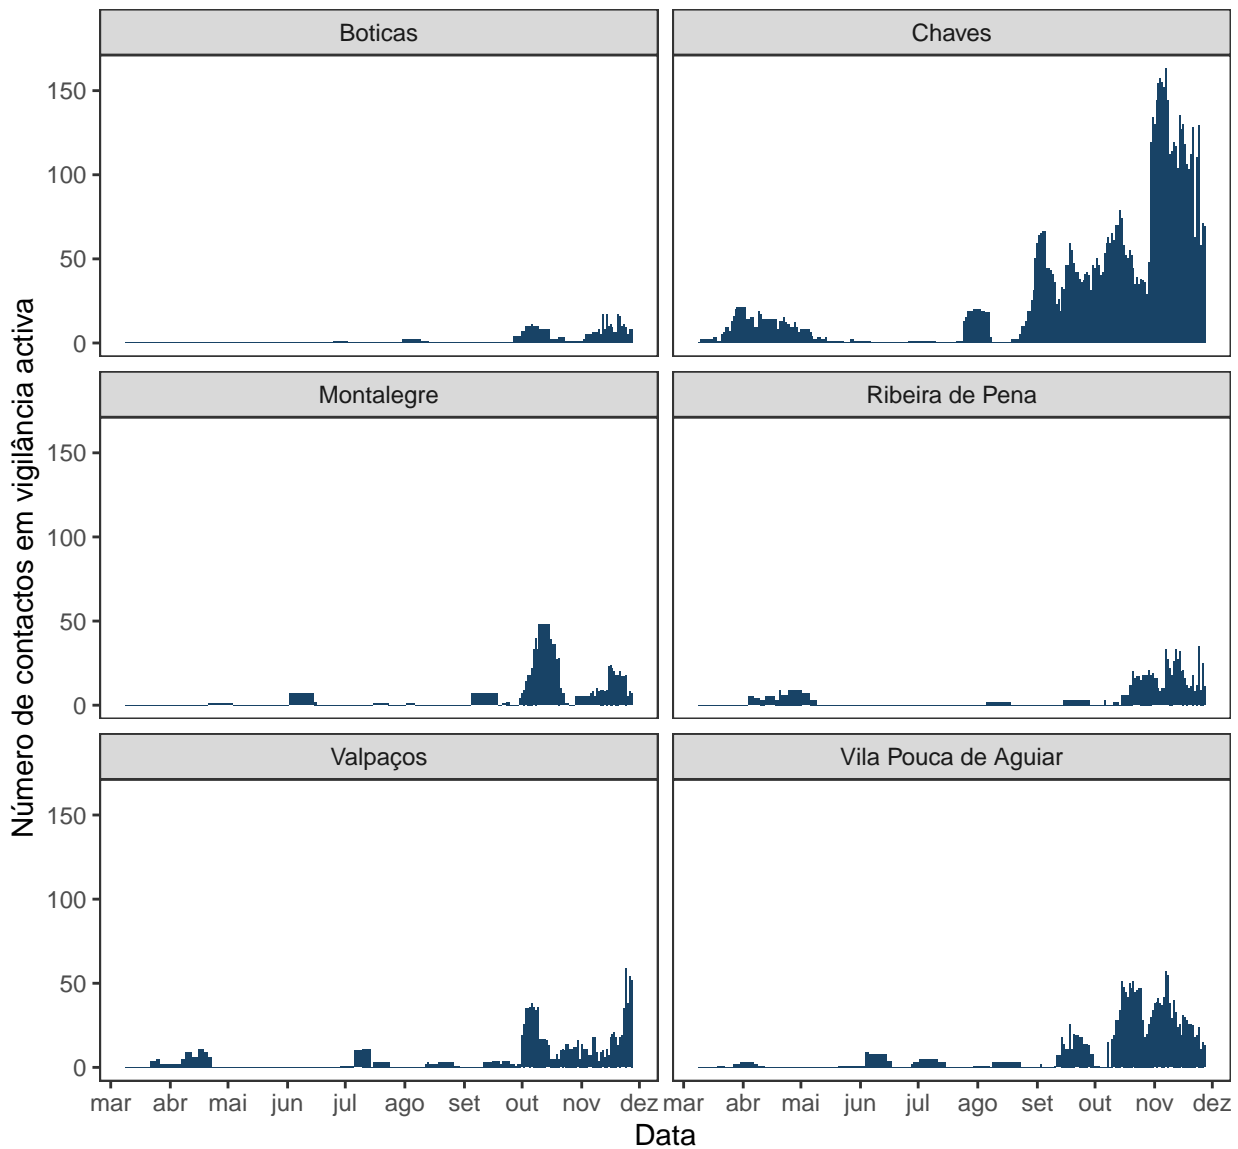 Boticas
Chaves
150
100
50
0
Montalegre
Ribeira de Pena
150
100
50
0
Valpaços
Vila Pouca de Aguiar
150
100
50
0
mar abr mai jun jul ago set out nov dez
mar abr mai jun jul ago set out nov dez
Data
Número de contactos em vigilância activa